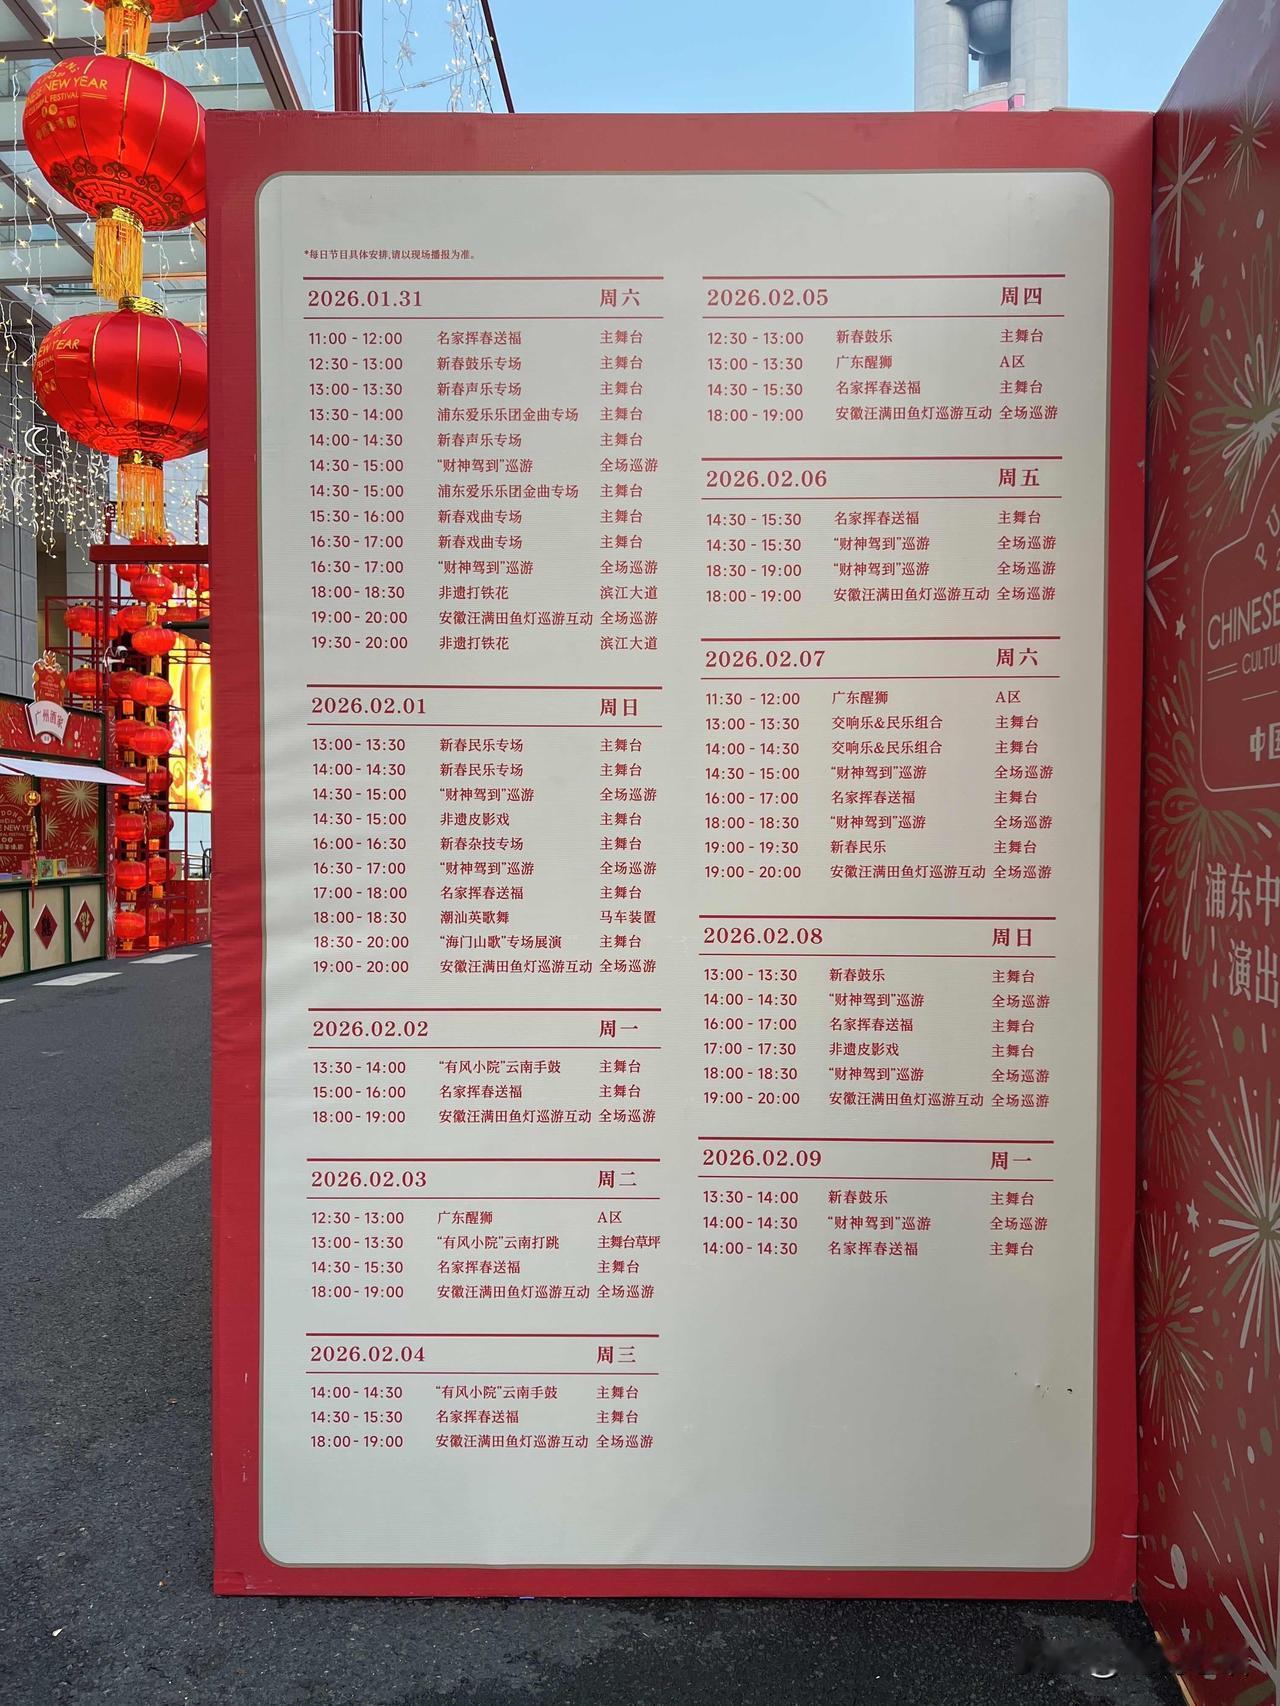 CHINESE NEW YEAR
CULTURAL FESTIVAL
NEW YEAR
广州酒家
*每日节目具体安排,请以现场播报为准。
2026.01.31 周六
11:00 - 12:00 名家挥春送福 主舞台
12:30 - 13:00 新春鼓乐专场 主舞台
13:00 - 13:30 新春声乐专场 主舞台
13:30 - 14:00 浦东爱乐乐团金曲专场 主舞台
14:00 - 14:30 新春声乐专场 主舞台
14:30 - 15:00 “财神驾到”巡游 全场巡游
14:30 - 15:00 浦东爱乐乐团金曲专场 主舞台
15:30 - 16:00 新春戏曲专场 主舞台
16:30 - 17:00 新春戏曲专场 主舞台
16:30 - 17:00 “财神驾到”巡游 全场巡游
18:00 - 18:30 非遗打铁花 滨江大道
19:00 - 20:00 安徽汪满田鱼灯巡游互动 全场巡游
19:30 - 20:00 非遗打铁花 滨江大道
2026.02.01 周日
13:00 - 13:30 新春民乐专场 主舞台
14:00 - 14:30 新春民乐专场 主舞台
14:30 - 15:00 “财神驾到”巡游 全场巡游
14:30 - 15:00 非遗皮影戏 主舞台
16:00 - 16:30 新春杂技专场 主舞台
16:30 - 17:00 “财神驾到”巡游 全场巡游
17:00 - 18:00 名家挥春送福 主舞台
18:00 - 18:30 潮汕英歌舞 马车装置
18:30 - 20:00 “海门山歌”专场展演 主舞台
19:00 - 20:00 安徽汪满田鱼灯巡游互动 全场巡游
2026.02.02 周一
13:30 - 14:00 “有风小院”云南手鼓 主舞台
15:00 - 16:00 名家挥春送福 主舞台
18:00 - 19:00 安徽汪满田鱼灯巡游互动 全场巡游
2026.02.03 周二
12:30 - 13:00 广东醒狮 A区
13:00 - 13:30 “有风小院”云南打跳 主舞台草坪
14:30 - 15:30 名家挥春送福 主舞台
18:00 - 19:00 安徽汪满田鱼灯巡游互动 全场巡游
2026.02.04 周三
14:00 - 14:30 “有风小院”云南手鼓 主舞台
14:30 - 15:30 名家挥春送福 主舞台
18:00 - 19:00 安徽汪满田鱼灯巡游互动 全场巡游
2026.02.05 周四
12:30 - 13:00 新春鼓乐 主舞台
13:00 - 13:30 广东醒狮 A区
14:30 - 15:30 名家挥春送福 主舞台
18:00 - 19:00 安徽汪满田鱼灯巡游互动 全场巡游
2026.02.06 周五
14:30 - 15:30 名家挥春送福 主舞台
14:30 - 15:30 “财神驾到”巡游 全场巡游
18:30 - 19:00 “财神驾到”巡游 全场巡游
18:00 - 19:00 安徽汪满田鱼灯巡游互动 全场巡游
2026.02.07 周六
11:30 - 12:00 广东醒狮 A区
13:00 - 13:30 交响乐&民乐组合 主舞台
14:00 - 14:30 交响乐&民乐组合 主舞台
14:30 - 15:00 “财神驾到”巡游 全场巡游
16:00 - 17:00 名家挥春送福 主舞台
18:00 - 18:30 “财神驾到”巡游 全场巡游
19:00 - 19:30 新春民乐 主舞台
19:00 - 20:00 安徽汪满田鱼灯巡游互动 全场巡游
2026.02.08 周日
13:00 - 13:30 新春鼓乐 主舞台
14:00 - 14:30 “财神驾到”巡游 全场巡游
16:00 - 17:00 名家挥春送福 主舞台
17:00 - 17:30 非遗皮影戏 主舞台
18:00 - 18:30 “财神驾到”巡游 全场巡游
19:00 - 20:00 安徽汪满田鱼灯巡游互动 全场巡游
2026.02.09 周一
13:30 - 14:00 新春鼓乐 主舞台
14:00 - 14:30 “财神驾到”巡游 全场巡游
14:00 - 14:30 名家挥春送福 主舞台
CHINESE
CULTU
中国
浦东中
演出